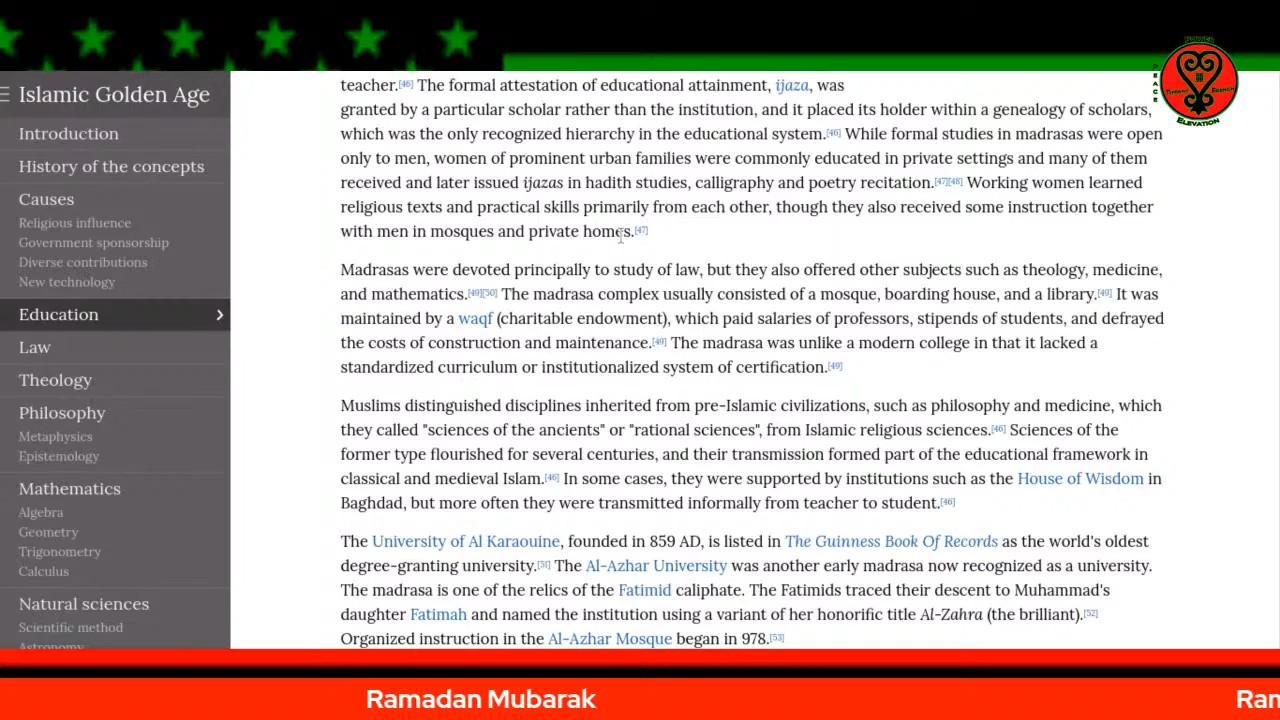 POWER
PEACE
ELEVATION
☰ Islamic Golden Age
Introduction
History of the concepts
Causes
Religious influence
Government sponsorship
Diverse contributions
New technology
Education
Law
Theology
Philosophy
Metaphysics
Epistemology
Mathematics
Algebra
Geometry
Trigonometry
Calculus
Natural sciences
Scientific method
Astronomy
teacher.[46] The formal attestation of educational attainment, ijaza, was
granted by a particular scholar rather than the institution, and it placed its holder within a genealogy of scholars,
which was the only recognized hierarchy in the educational system.[46] While formal studies in madrasas were open
only to men, women of prominent urban families were commonly educated in private settings and many of them
received and later issued ijazas in hadith studies, calligraphy and poetry recitation.[47][48] Working women learned
religious texts and practical skills primarily from each other, though they also received some instruction together
with men in mosques and private homes.[47]
Madrasas were devoted principally to study of law, but they also offered other subjects such as theology, medicine,
and mathematics.[49][50] The madrasa complex usually consisted of a mosque, boarding house, and a library.[49] It was
maintained by a waqf (charitable endowment), which paid salaries of professors, stipends of students, and defrayed
the costs of construction and maintenance.[49] The madrasa was unlike a modern college in that it lacked a
standardized curriculum or institutionalized system of certification.[49]
Muslims distinguished disciplines inherited from pre-Islamic civilizations, such as philosophy and medicine, which
they called "sciences of the ancients" or "rational sciences", from Islamic religious sciences.[46] Sciences of the
former type flourished for several centuries, and their transmission formed part of the educational framework in
classical and medieval Islam.[46] In some cases, they were supported by institutions such as the House of Wisdom in
Baghdad, but more often they were transmitted informally from teacher to student.[46]
The University of Al Karaouine, founded in 859 AD, is listed in The Guinness Book Of Records as the world's oldest
degree-granting university.[51] The Al-Azhar University was another early madrasa now recognized as a university.
The madrasa is one of the relics of the Fatimid caliphate. The Fatimids traced their descent to Muhammad's
daughter Fatimah and named the institution using a variant of her honorific title Al-Zahra (the brilliant).[52]
Organized instruction in the Al-Azhar Mosque began in 978.[53]
Ramadan Mubarak
Ran